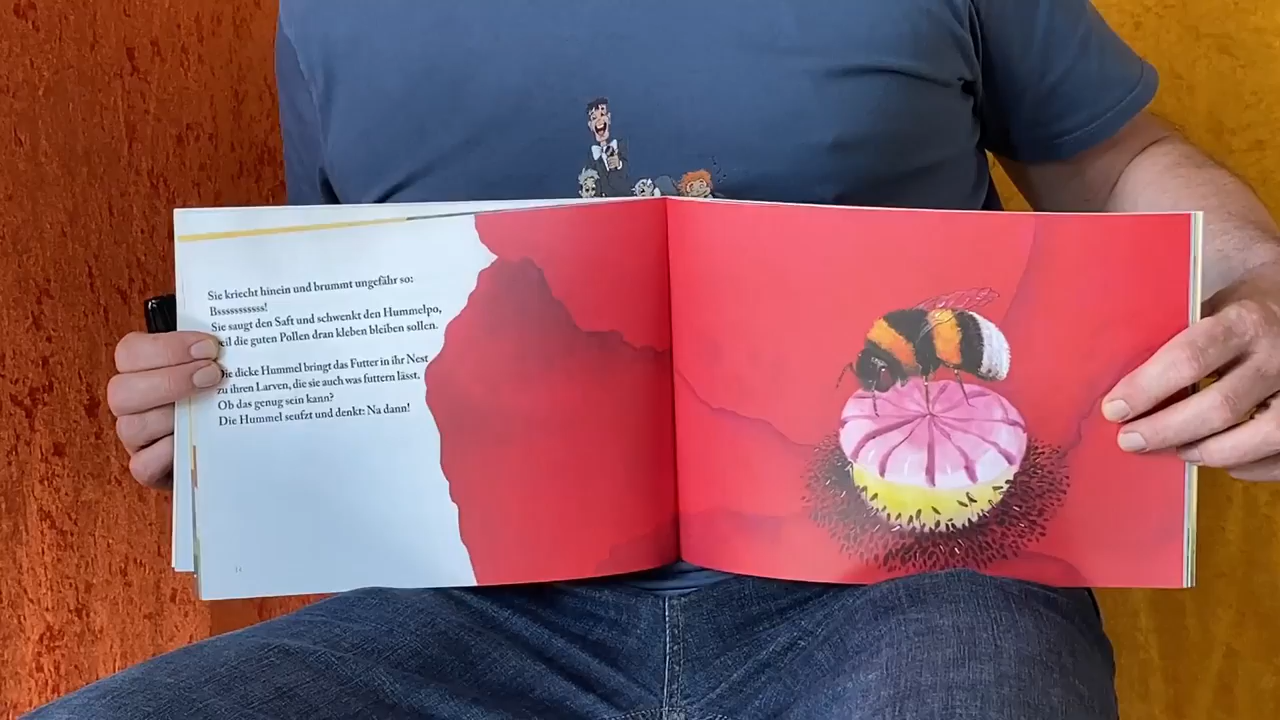 Sie kriecht hinein und brummt ungefähr so:
Bsssssssssss!
Sie saugt den Saft und schwenkt den Hummelpo,
weil die guten Pollen dran kleben bleiben sollen.
Die dicke Hummel bringt das Futter in ihr Nest
zu ihren Larven, die sie auch was futtern lässt.
Ob das genug sein kann?
Die Hummel seufzt und denkt: Na dann!
14